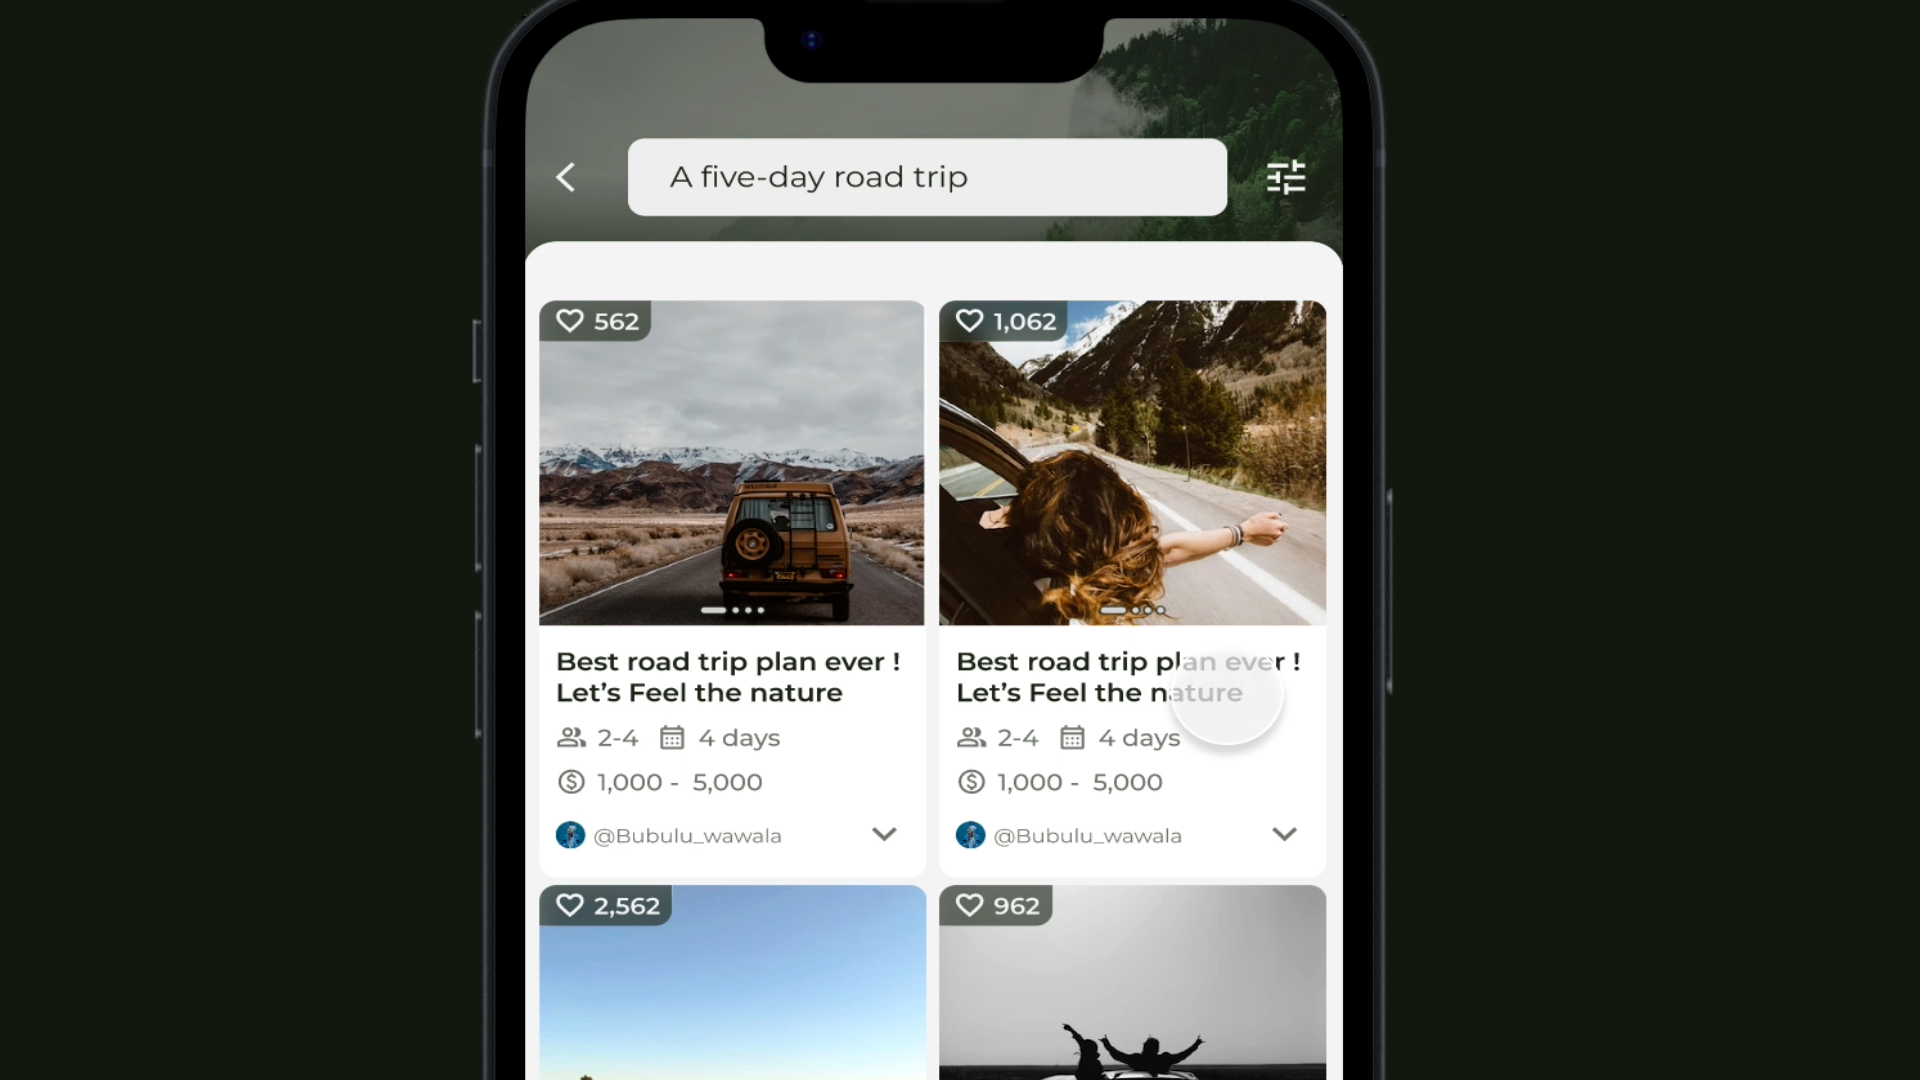 A five-day road trip
562
1,062
Best road trip plan ever !
Let’s Feel the nature
2-4 4 days
1,000 - 5,000
@Bubulu_wawala
Best road trip plan ever !
Let’s Feel the nature
2-4 4 days
1,000 - 5,000
@Bubulu_wawala
2,562
962